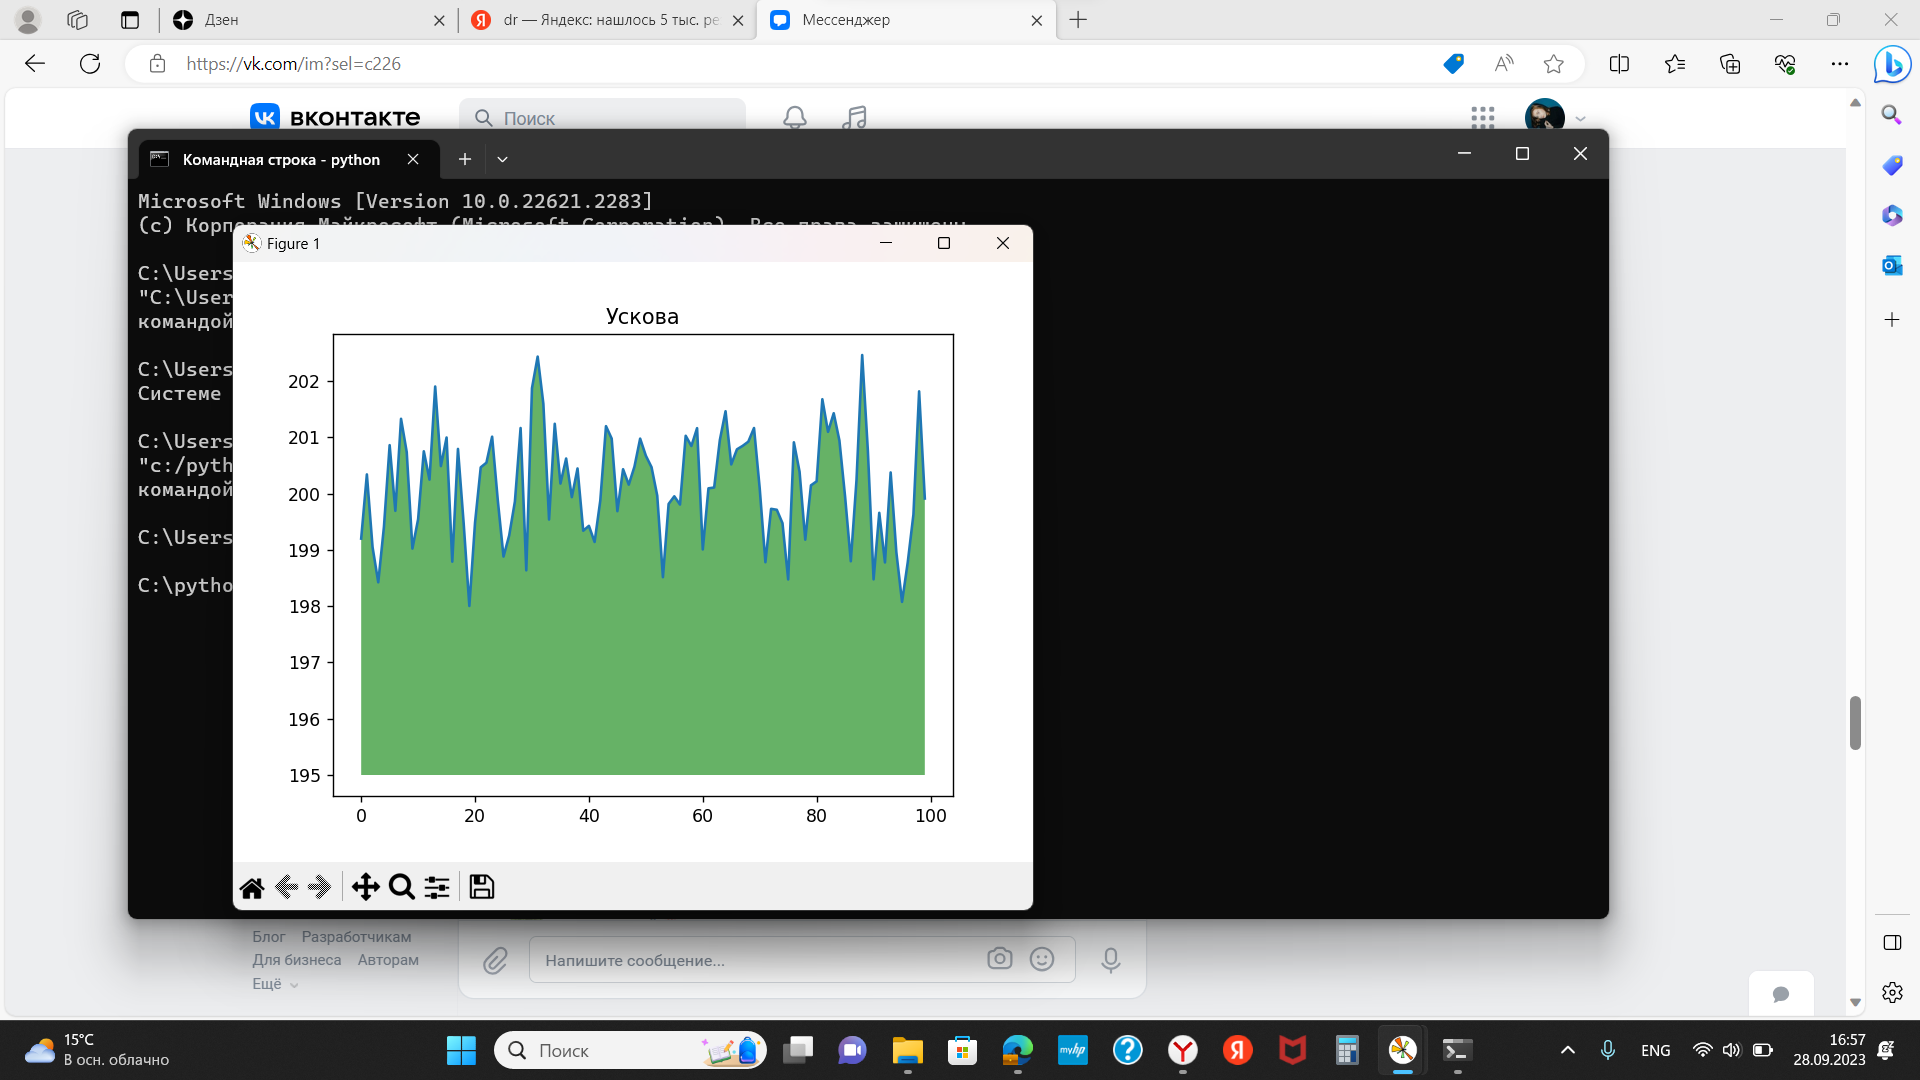 Дзен
dr — Яндекс: нашлось 5 тыс. ре
Мессенджер
https://vk.com/im?sel=c226
вконтакте
Поиск
Командная строка - python
Microsoft Windows [Version 10.0.22621.2283]
(c) Корпорация Майкрософт (Microsoft Corporation). Все права защищены.
C:\Users
"C:\User
командой
C:\Users
Системе
C:\Users
"c:/pyth
командой
C:\Users
C:\pytho
Figure 1
Ускова
202
201
200
199
198
197
196
195
0 20 40 60 80 100
Блог Разработчикам
Для бизнеса Авторам
Ещё
Напишите сообщение...
15°C
В осн. облачно
Поиск
myhp
ENG
16:57
28.09.2023